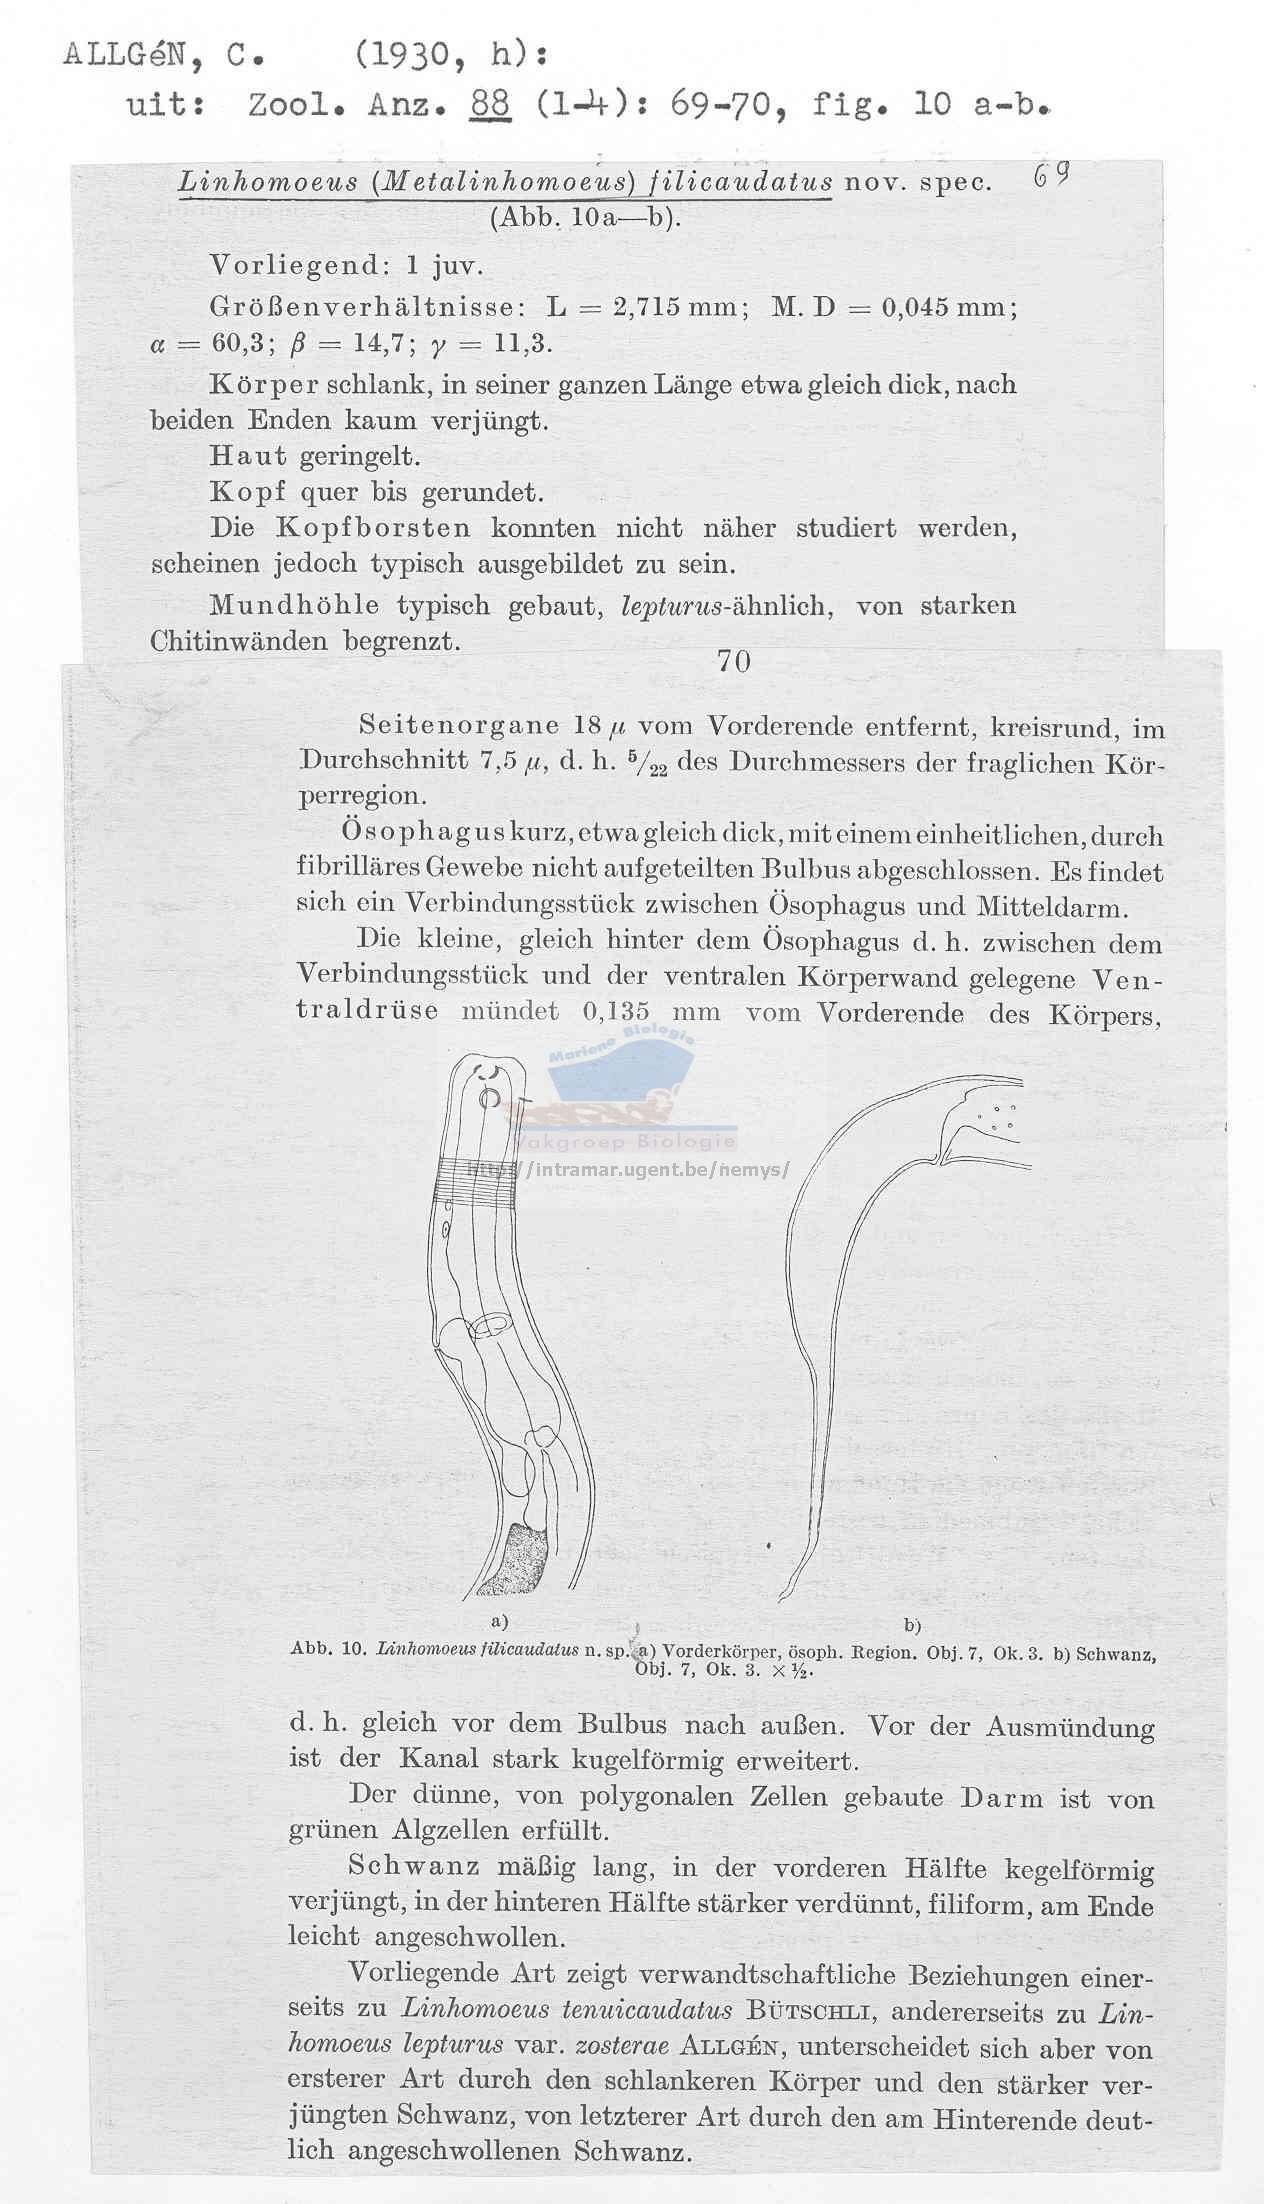 ALLGéN, C. (1930, h):
uit: Zool. Anz. 88 (1-4): 69-70, fig. 10 a-b.
Linhomoeus (Metalinhomoeus) filicaudatus nov. spec. 69
(Abb. 10a—b).
Vorliegend: 1 juv.
Größenverhältnisse: L = 2,715 mm; M. D = 0,045 mm;
α = 60,3; β = 14,7; γ = 11,3.
Körper schlank, in seiner ganzen Länge etwa gleich dick, nach
beiden Enden kaum verjüngt.
Haut geringelt.
Kopf quer bis gerundet.
Die Kopfborsten konnten nicht näher studiert werden,
scheinen jedoch typisch ausgebildet zu sein.
Mundhöhle typisch gebaut, lepturus-ähnlich, von starken
Chitinwänden begrenzt.
70
Seitenorgane 18 μ vom Vorderende entfernt, kreisrund, im
Durchschnitt 7,5 μ, d. h. 5/22 des Durchmessers der fraglichen Kör-
perregion.
Ösophagus kurz, etwa gleich dick, mit einem einheitlichen, durch
fibrilläres Gewebe nicht aufgeteilten Bulbus abgeschlossen. Es findet
sich ein Verbindungsstück zwischen Ösophagus und Mitteldarm.
Die kleine, gleich hinter dem Ösophagus d. h. zwischen dem
Verbindungsstück und der ventralen Körperwand gelegene Ven-
traldrüse mündet 0,135 mm vom Vorderende des Körpers,
Mariene Biologie
Vakgroep Biologie
http://intramar.ugent.be/nemys/
a)
b)
Abb. 10. Linhomoeus filicaudatus n. sp. a) Vorderkörper, ösoph. Region. Obj. 7, Ok. 3. b) Schwanz,
Obj. 7, Ok. 3. × ½.
d. h. gleich vor dem Bulbus nach außen. Vor der Ausmündung
ist der Kanal stark kugelförmig erweitert.
Der dünne, von polygonalen Zellen gebaute Darm ist von
grünen Algzellen erfüllt.
Schwanz mäßig lang, in der vorderen Hälfte kegelförmig
verjüngt, in der hinteren Hälfte stärker verdünnt, filiform, am Ende
leicht angeschwollen.
Vorliegende Art zeigt verwandtschaftliche Beziehungen einer-
seits zu Linhomoeus tenuicaudatus BÜTSCHLI, andererseits zu Lin-
homoeus lepturus var. zosterae ALLGÉN, unterscheidet sich aber von
ersterer Art durch den schlankeren Körper und den stärker ver-
jüngten Schwanz, von letzterer Art durch den am Hinterende deut-
lich angeschwollenen Schwanz.